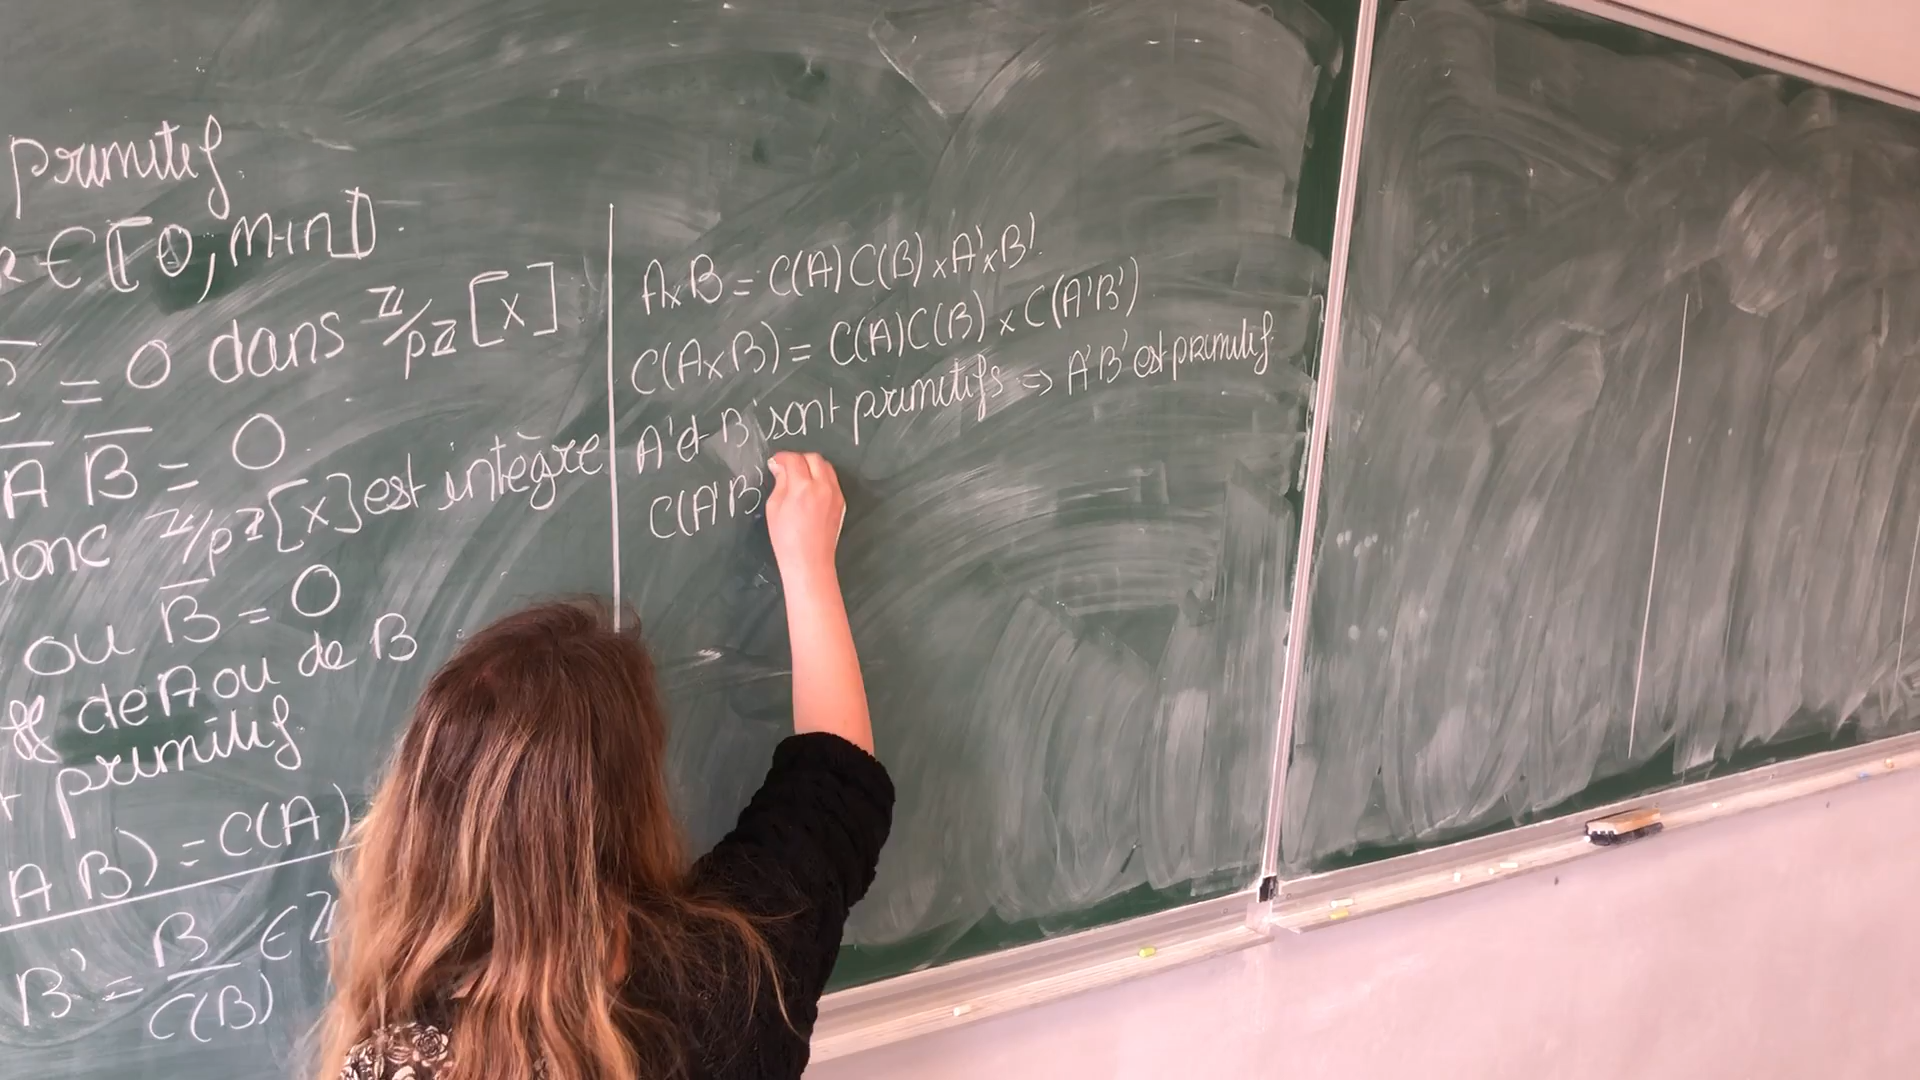 primitif.
k ∈ ⟦0, m+n⟧.
= 0 dans ℤ/pℤ [X]
A̅ B̅ = 0
donc ℤ/pℤ [X] est intègre
ou B̅ = 0
de A ou de B
primitif.
AB) = C(A)
B' = B/C(B) ∈ ℤ
A×B = C(A) C(B) × A' × B'.
C(A×B) = C(A) C(B) × C(A'B')
A' et B' sont primitifs ⇒ A'B' est primitif.
C(A'B'